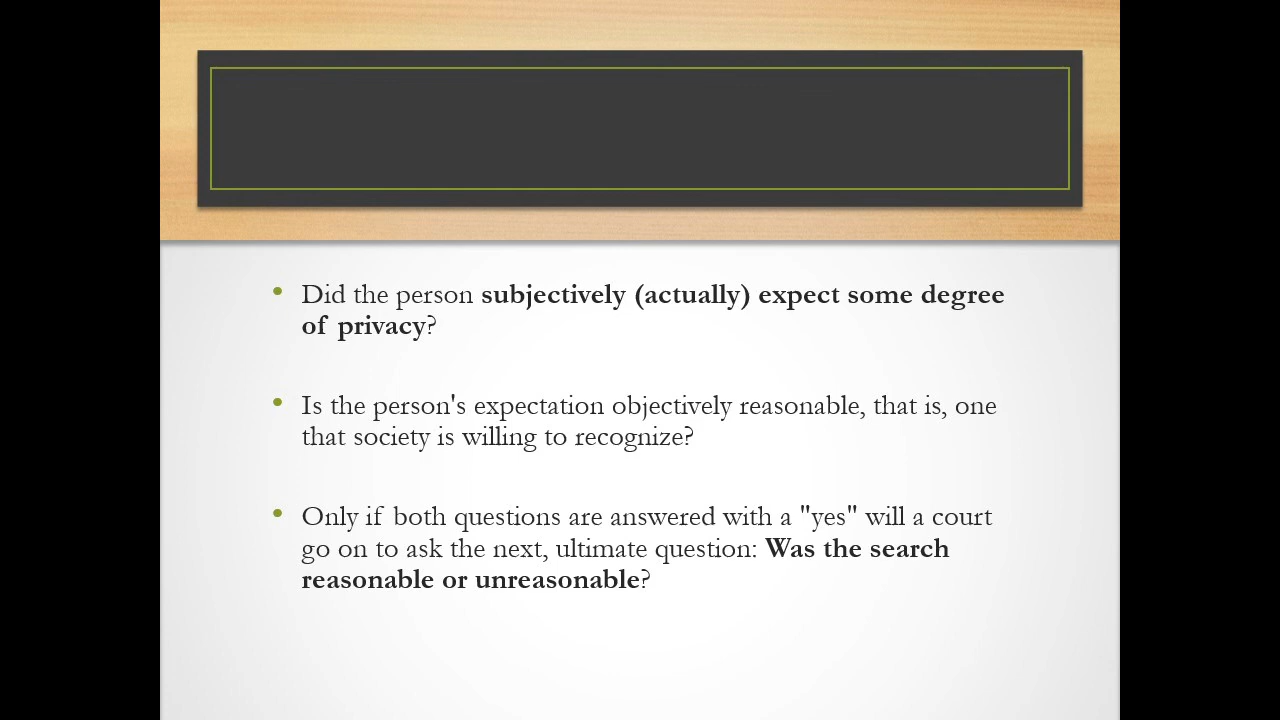 Did the person subjectively (actually) expect some degree
of privacy?
Is the person's expectation objectively reasonable, that is, one
that society is willing to recognize?
Only if both questions are answered with a "yes" will a court
go on to ask the next, ultimate question: Was the search
reasonable or unreasonable?